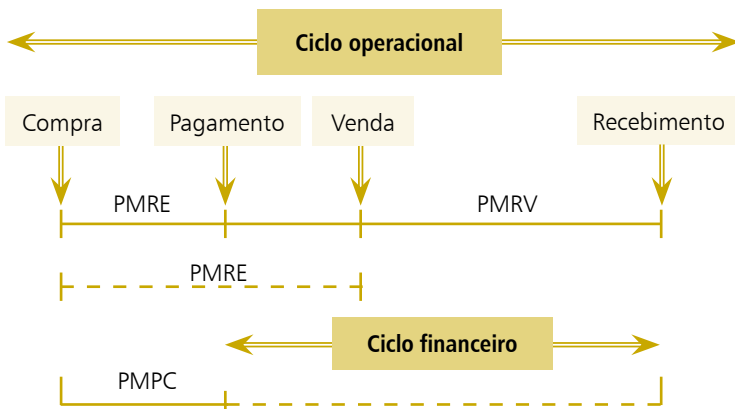 Ciclo operacional
Compra Pagamento Venda Recebimento
PMRE PMRV
PMRE
Ciclo financeiro
PMPC